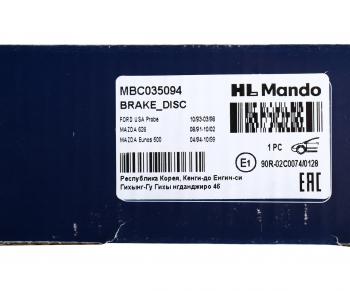 MBC035094
BRAKE_DISC
HL Mando
FORD USA Probe 10/93-03/98
MAZDA 626 08/91-10/02
MAZDA Eunos 500 04/94-10/99
1 PC
E1 90R-02C0074/0128
Республика Корея, Кенги-до Енгин-си
Гихынг-Гу Гихы нгданджиро 46
EAC